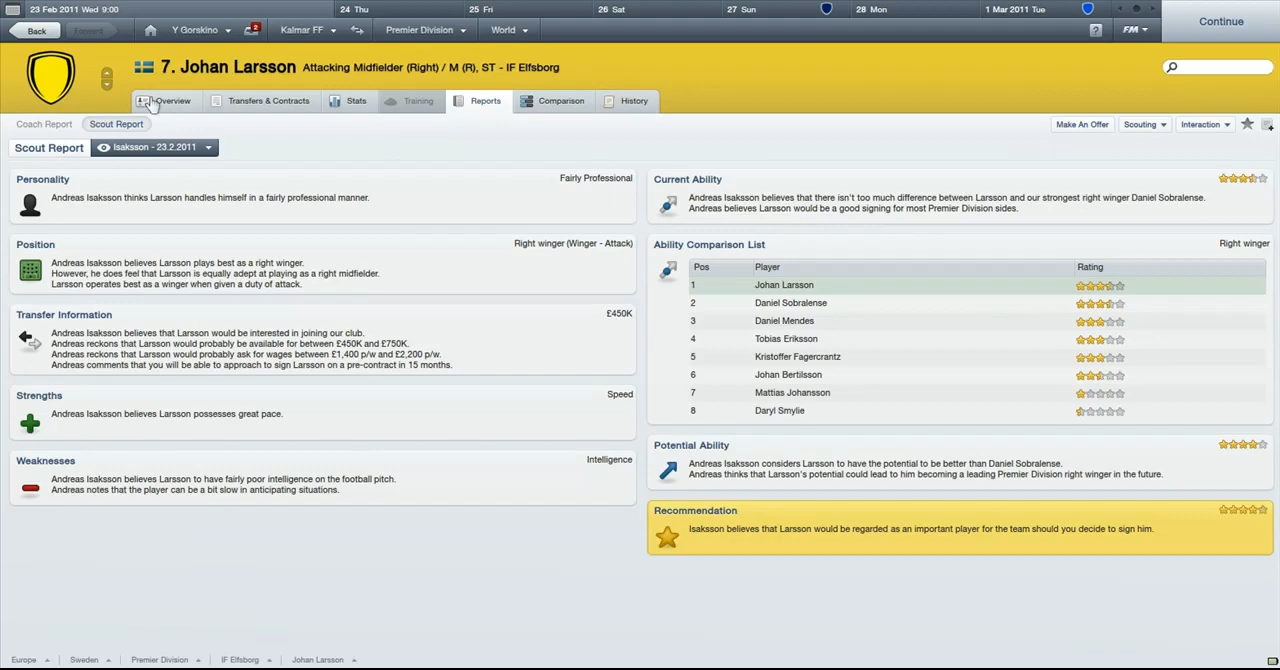 23 Feb 2011 Wed 9:00
24 Thu
25 Fri
26 Sat
27 Sun
28 Mon
1 Mar 2011 Tue
Continue
Back
Forward
Y Gorskino
2
Kalmar FF
Premier Division
World
?
FM
7. Johan Larsson Attacking Midfielder (Right) / M (R), ST - IF Elfsborg
Overview
Transfers & Contracts
Stats
Training
Reports
Comparison
History
Coach Report
Scout Report
Make An Offer
Scouting
Interaction
Scout Report
Isaksson - 23.2.2011
Personality
Fairly Professional
Andreas Isaksson thinks Larsson handles himself in a fairly professional manner.
Position
Right winger (Winger - Attack)
Andreas Isaksson believes Larsson plays best as a right winger.
However, he does feel that Larsson is equally adept at playing as a right midfielder.
Larsson operates best as a winger when given a duty of attack.
Transfer Information
£450K
Andreas Isaksson believes that Larsson would be interested in joining our club.
Andreas reckons that Larsson would probably be available for between £450K and £750K.
Andreas reckons that Larsson would probably ask for wages between £1,400 p/w and £2,200 p/w.
Andreas comments that you will be able to approach to sign Larsson on a pre-contract in 15 months.
Strengths
Speed
Andreas Isaksson believes Larsson possesses great pace.
Weaknesses
Intelligence
Andreas Isaksson believes Larsson to have fairly poor intelligence on the football pitch.
Andreas notes that the player can be a bit slow in anticipating situations.
Current Ability
Andreas Isaksson believes that there isn't too much difference between Larsson and our strongest right winger Daniel Sobralense.
Andreas believes Larsson would be a good signing for most Premier Division sides.
Ability Comparison List
Right winger
Pos Player Rating
1 Johan Larsson
2 Daniel Sobralense
3 Daniel Mendes
4 Tobias Eriksson
5 Kristoffer Fagercrantz
6 Johan Bertilsson
7 Mattias Johansson
8 Daryl Smylie
Potential Ability
Andreas Isaksson considers Larsson to have the potential to be better than Daniel Sobralense.
Andreas thinks that Larsson's potential could lead to him becoming a leading Premier Division right winger in the future.
Recommendation
Isaksson believes that Larsson would be regarded as an important player for the team should you decide to sign him.
Europe
Sweden
Premier Division
IF Elfsborg
Johan Larsson